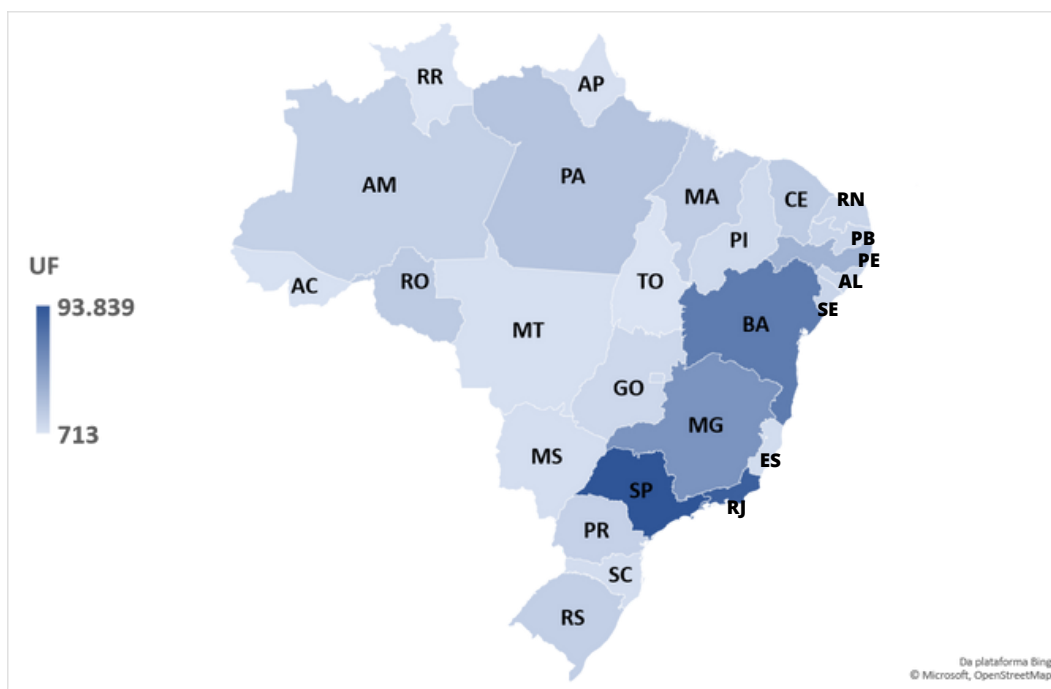 RR
AP
AM
PA
MA
CE
RN
PI
PB
PE
UF
AC
RO
TO
AL
93.839
SE
MT
BA
GO
MG
713
MS
ES
SP
RJ
PR
SC
RS
Da plataforma Bing
© Microsoft, OpenStreetMap